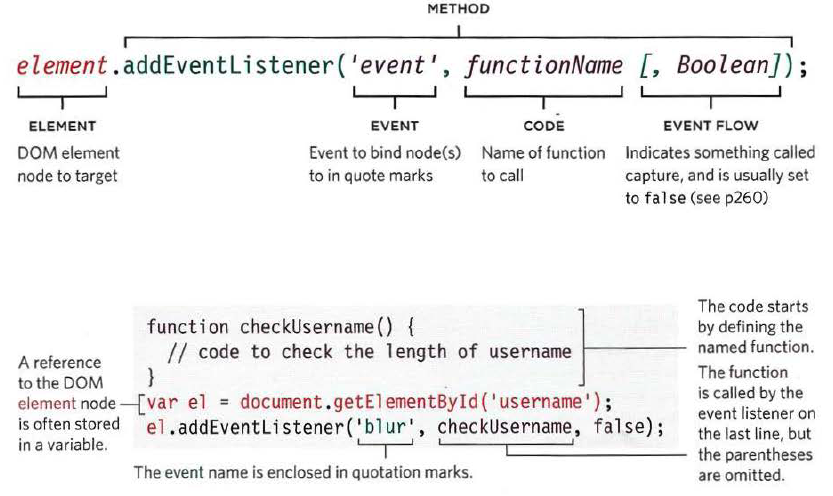 METHOD
element.addEventListener('event', functionName [, Boolean]);
ELEMENT
DOM element
node to target
EVENT
Event to bind node(s)
to in quote marks
CODE
Name of function
to call
EVENT FLOW
Indicates something called
capture, and is usually set
to false (see p260)
function checkUsername() {
// code to check the length of username
}
var el = document.getElementById('username');
el.addEventListener('blur', checkUsername, false);
A reference
to the DOM
element node
is often stored
in a variable.
The event name is enclosed in quotation marks.
The code starts
by defining the
named function.
The function
is called by the
event listener on
the last line, but
the parentheses
are omitted.